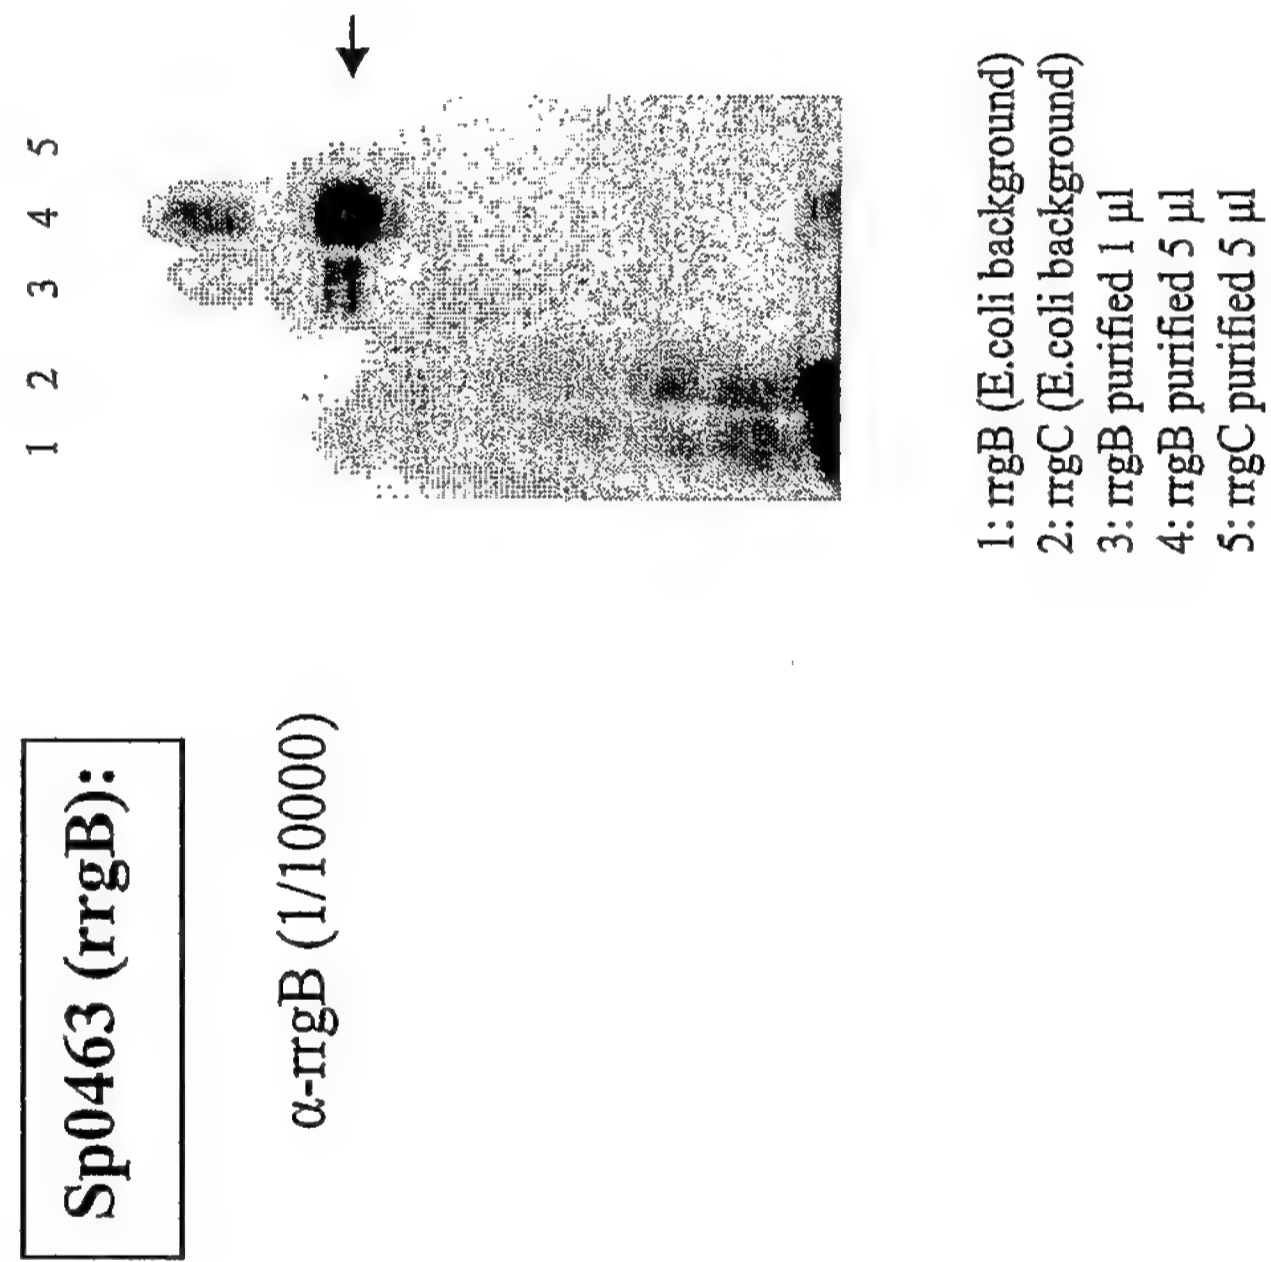 Sp0463 (rrgB):
α-rrgB (1/10000)
1 2 3 4 5
1: rrgB (E.coli background)
2: rrgC (E.coli background)
3: rrgB purified 1 µl
4: rrgB purified 5 µl
5: rrgC purified 5 µl